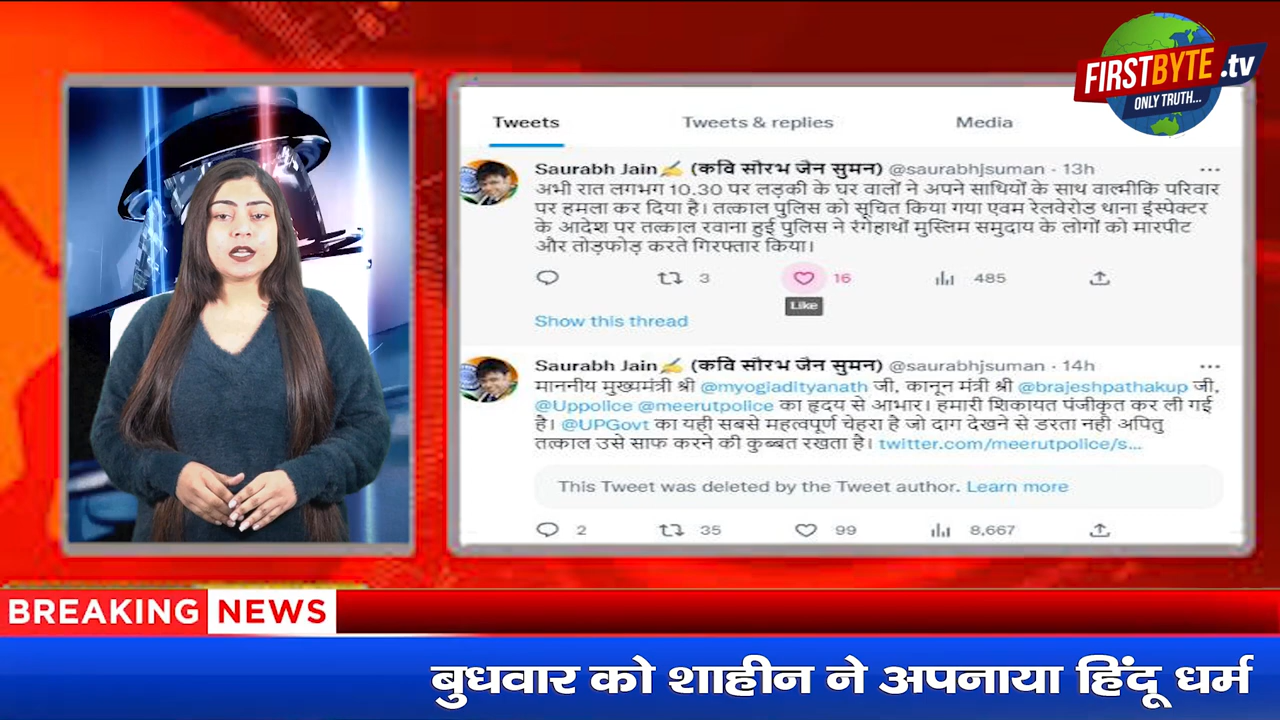 FIRSTBYTE.tv
ONLY TRUTH...
Tweets Tweets & replies Media
Saurabh Jain✍ (कवि सौरभ जैन सुमन) @saurabhjsuman · 13h ...
अभी रात लगभग 10.30 पर लड़की के घर वालों ने अपने साथियों के साथ वाल्मीकि परिवार
पर हमला कर दिया है। तत्काल पुलिस को सूचित किया गया एवम रेलवेरोड थाना ईंस्पेक्टर
के आदेश पर तत्काल रवाना हुई पुलिस ने रंगेहाथों मुस्लिम समुदाय के लोगों को मारपीट
और तोड़फोड़ करते गिरफ्तार किया।
3 16 485
Like
Show this thread
Saurabh Jain✍ (कवि सौरभ जैन सुमन) @saurabhjsuman · 14h ...
माननीय मुख्यमंत्री श्री @myogiadityanath जी, कानून मंत्री श्री @brajeshpathakup जी,
@Uppolice @meerutpolice का हृदय से आभार। हमारी शिकायत पंजीकृत कर ली गई
है। @UPGovt का यही सबसे महत्वपूर्ण चेहरा है जो दाग देखने से डरता नही अपितु
तत्काल उसे साफ करने की कुब्बत रखता है। twitter.com/meerutpolice/s...
This Tweet was deleted by the Tweet author. Learn more
2 35 99 8,667
BREAKING NEWS
बुधवार को शाहीन ने अपनाया हिंदू धर्म